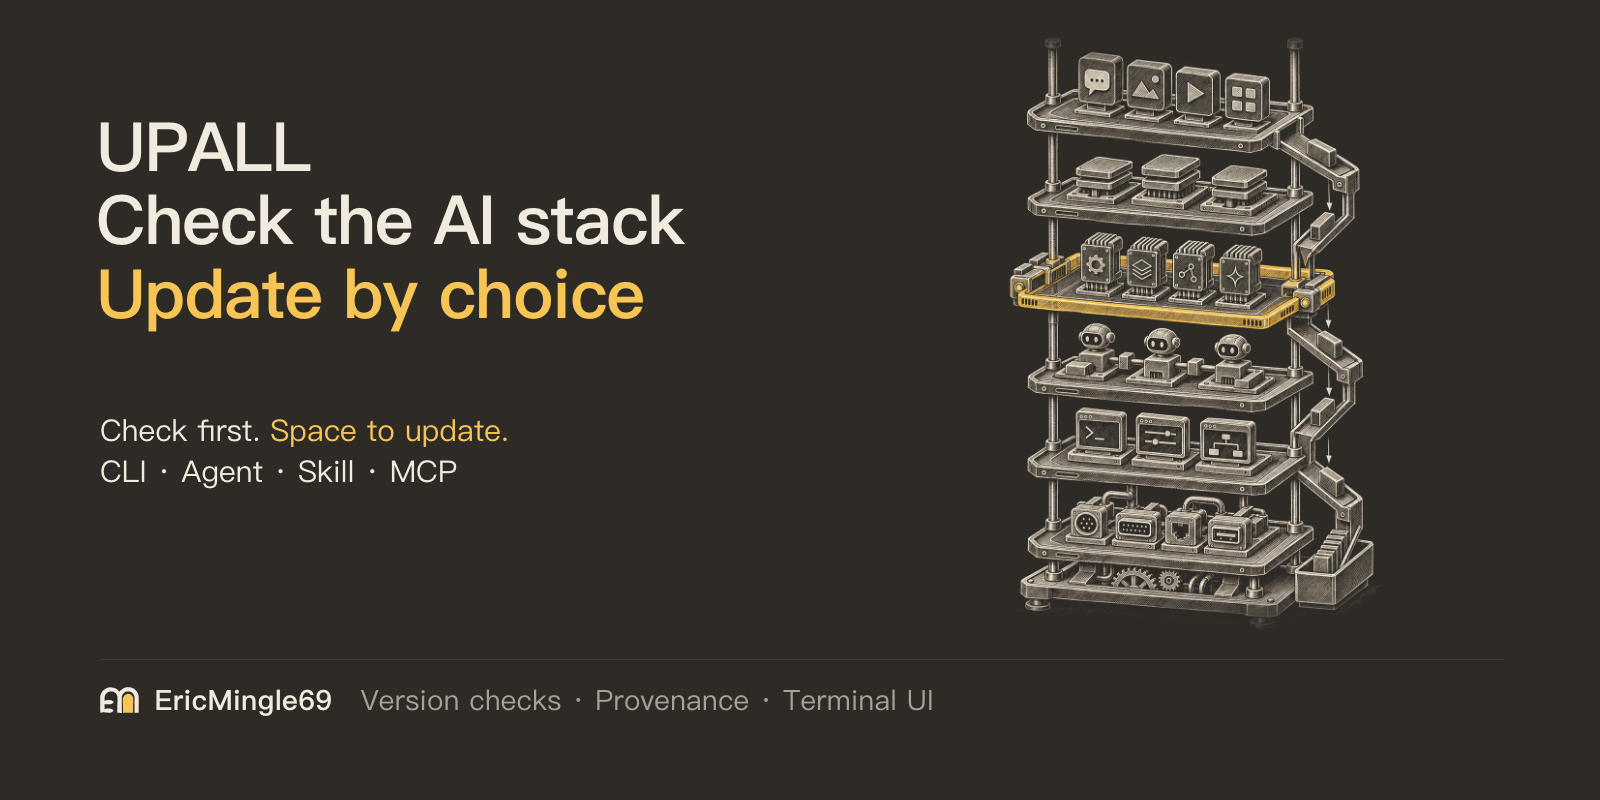 UPALL
Check the AI stack
Update by choice
Check first. Space to update.
CLI · Agent · Skill · MCP
EricMingle69 Version checks · Provenance · Terminal UI